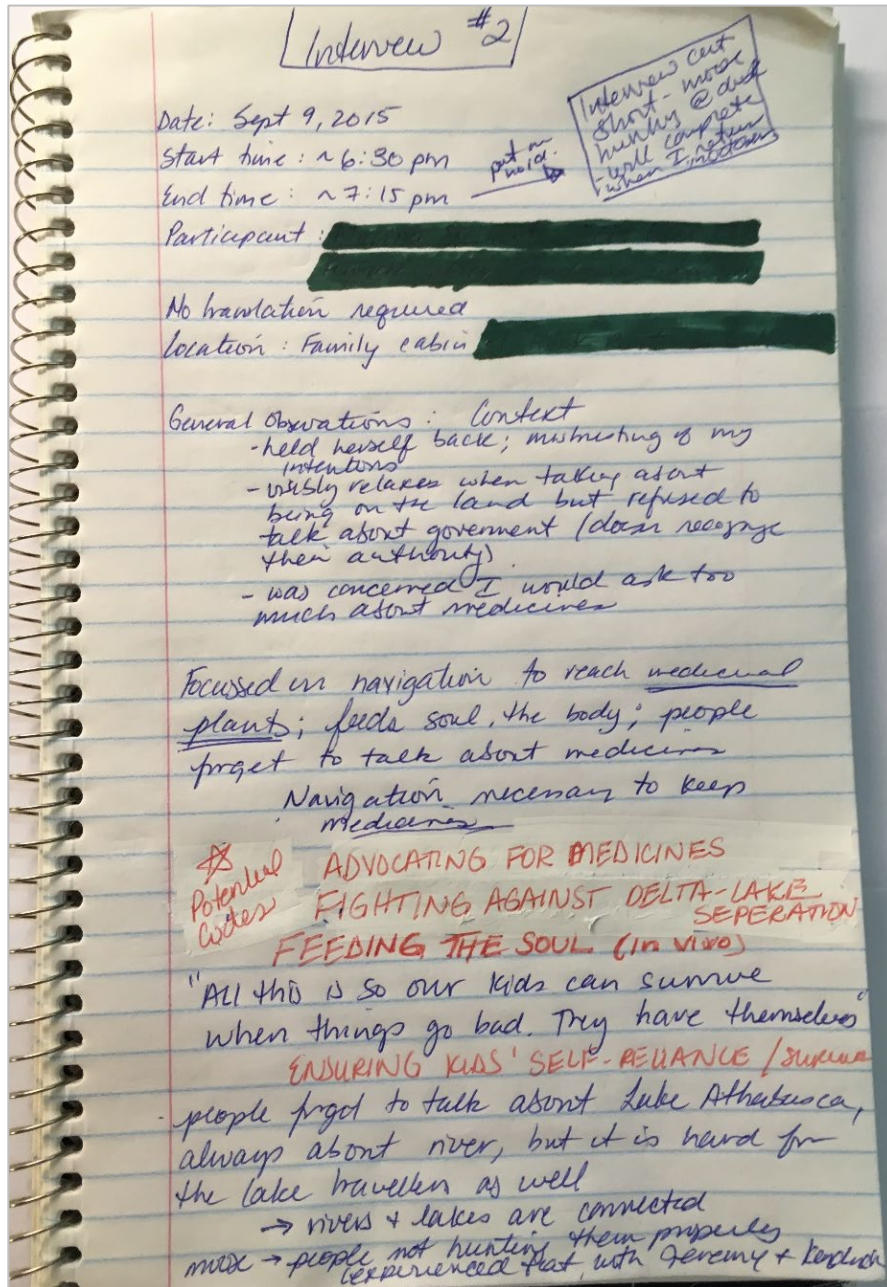 Interview #2
Interview cut
short - moose
hunting @ dusk
- will complete
when I return
Date: Sept 9, 2015
Start time: ~6:30 pm
put on
hold.
End time: ~7:15 pm
Participant:
No translation required
Location: Family cabin
General Observations: Context
- held herself back; mistrusting of my
intentions
- visibly relaxes when talking about
being on the land but refused to
talk about goverment (doesn recognize
their authority)
- was concerned I would ask too
much about medicines
Focussed on navigation to reach medicinal
plants; feeds soul, the body; people
forget to talk about medicines
Navigation necessary to keep
medicines
Potential
Codes
ADVOCATING FOR MEDICINES
FIGHTING AGAINST DELTA-LAKE
SEPERATION
FEEDING THE SOUL (in vivo)
"All this is so our kids can survive
when things go bad. They have themselves"
ENSURING KIDS' SELF-RELIANCE /
people forget to talk about Lake Athabasca,
always about river, but it is hard for
the lake travellers as well
→ rivers + lakes are connected
moose → people not hunting them properly
(experienced that with Jeremy +